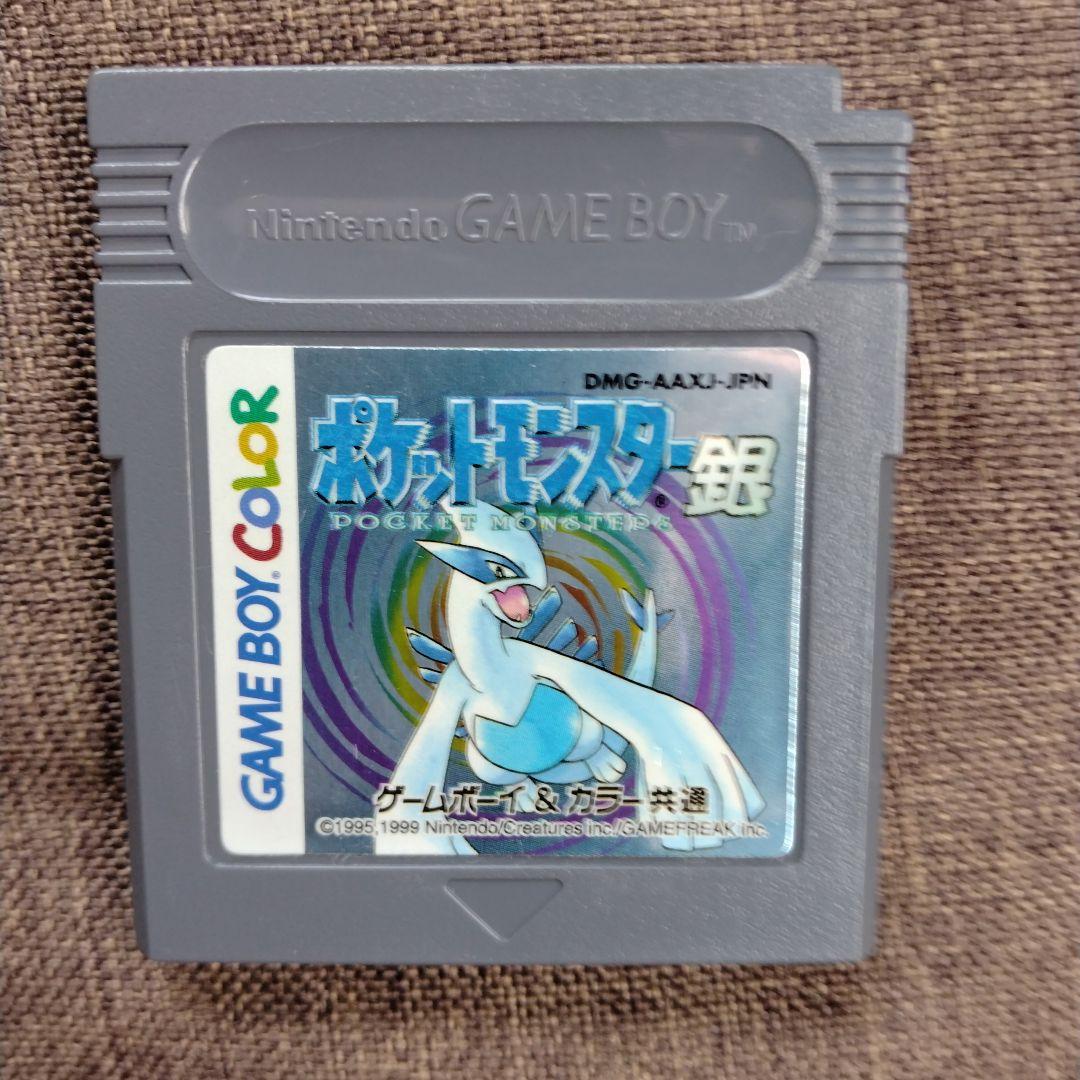 Nintendo GAME BOY™
GAME BOY COLOR
DMG-AAXJ-JPN
ポケットモンスター® 銀
POCKET MONSTERS
ゲームボーイ & カラー共通
©1995,1999 Nintendo/Creatures inc./GAMEFREAK inc.